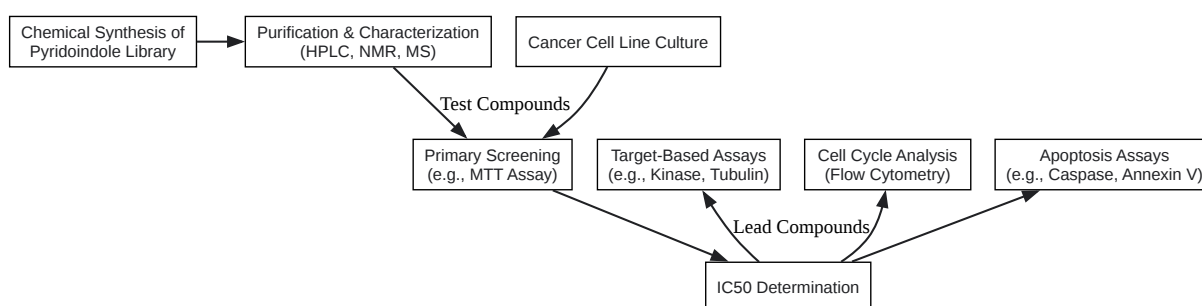 Chemical Synthesis of
Pyridoindole Library
Purification & Characterization
(HPLC, NMR, MS)
Cancer Cell Line Culture
Test Compounds
Primary Screening
(e.g., MTT Assay)
Target-Based Assays
(e.g., Kinase, Tubulin)
Cell Cycle Analysis
(Flow Cytometry)
Apoptosis Assays
(e.g., Caspase, Annexin V)
Lead Compounds
IC50 Determination